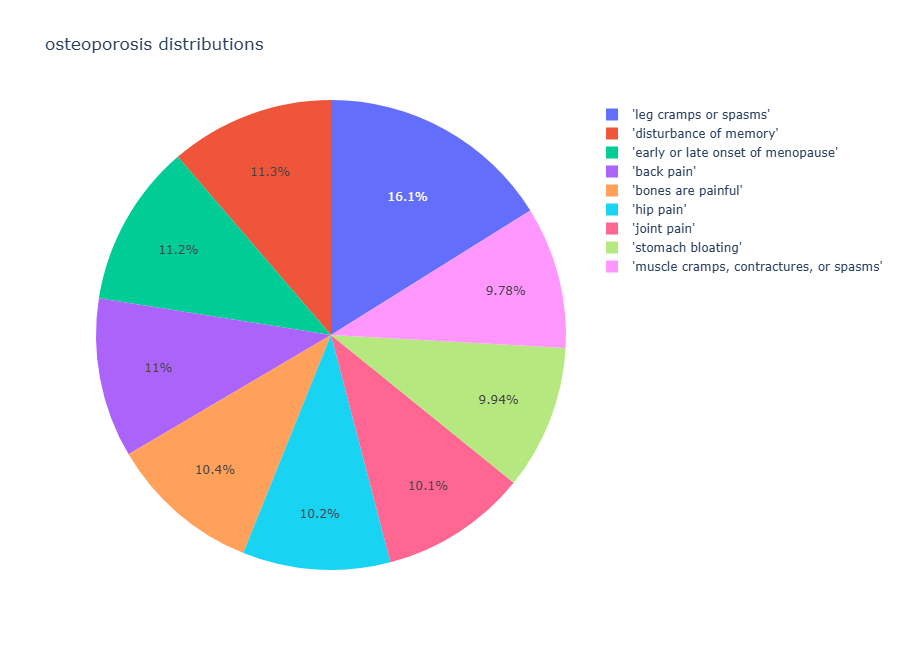 osteoporosis distributions
'leg cramps or spasms'
'disturbance of memory'
'early or late onset of menopause'
'back pain'
'bones are painful'
'hip pain'
'joint pain'
'stomach bloating'
'muscle cramps, contractures, or spasms'
11.3%
16.1%
11.2%
9.78%
11%
9.94%
10.4%
10.1%
10.2%